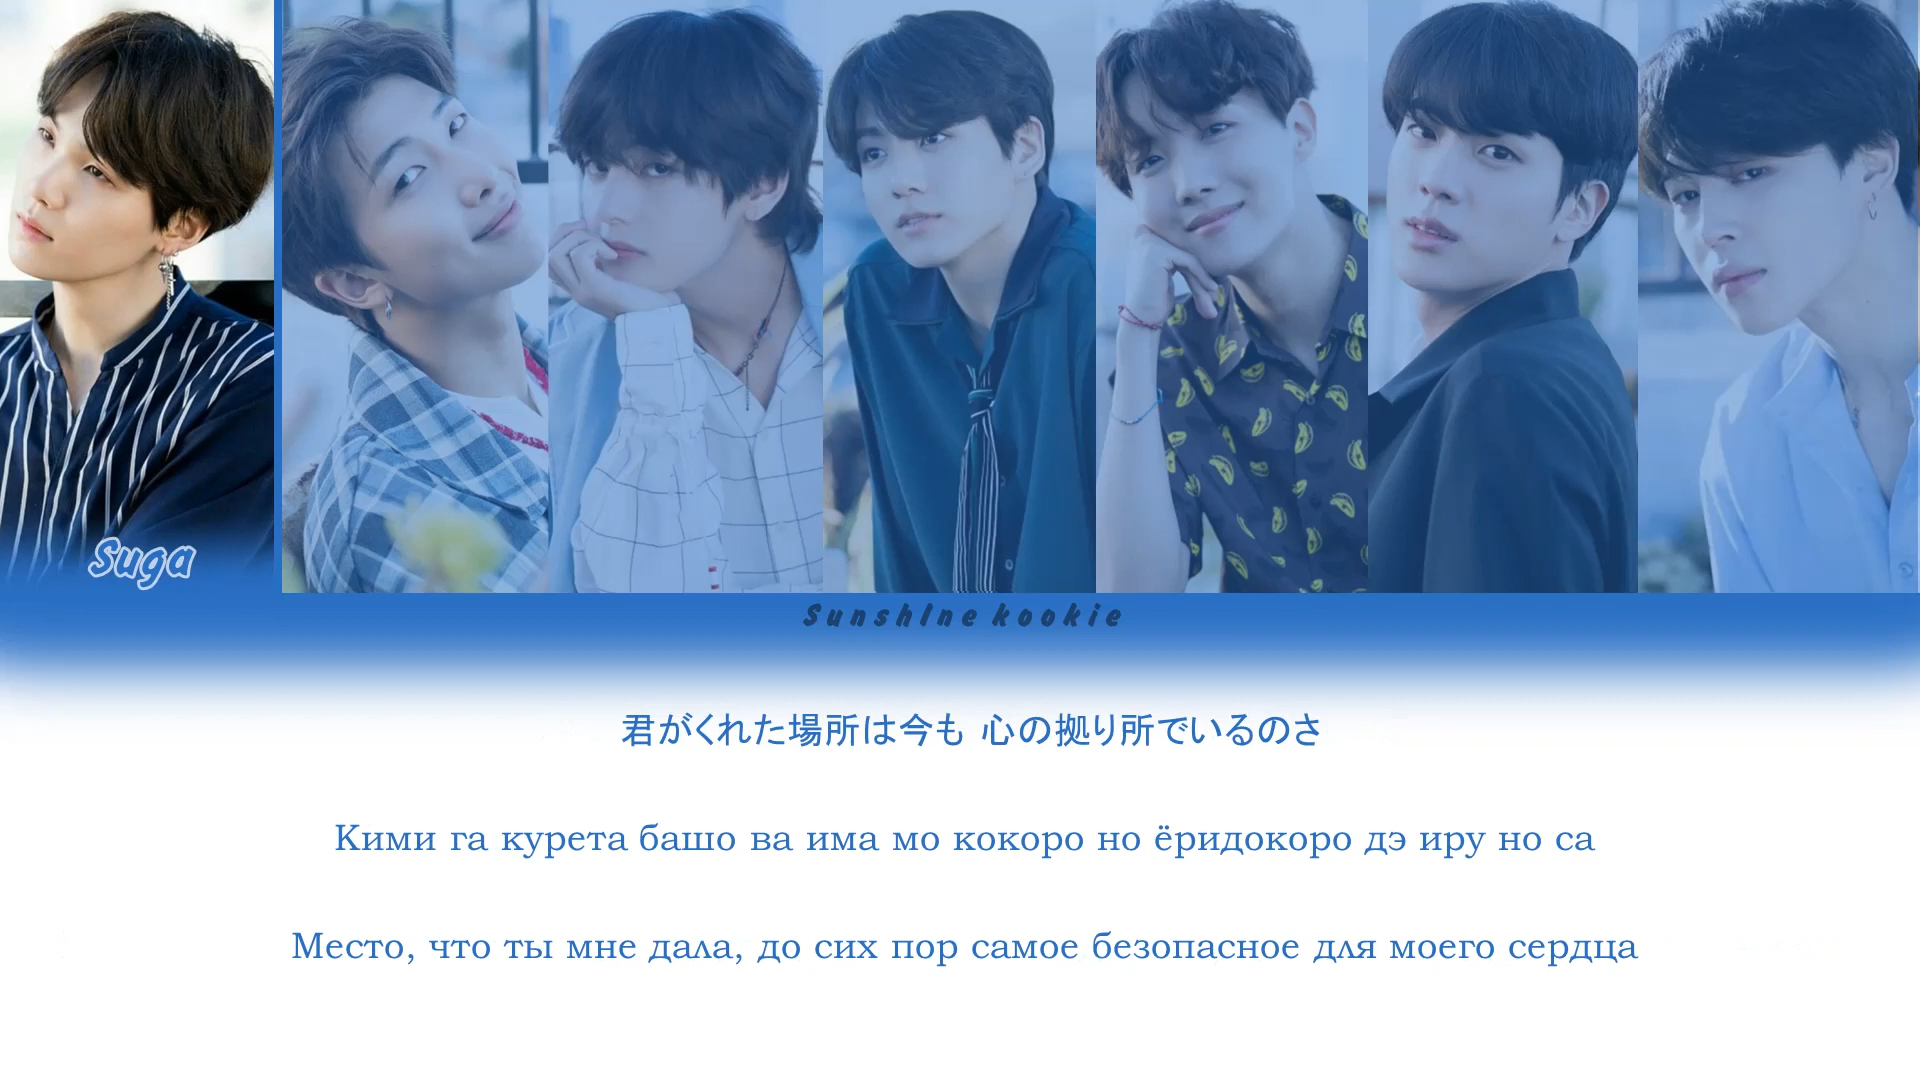 Suga
SunshIne kookie
君がくれた場所は今も 心の拠り所でいるのさ
Кими га курета башо ва има мо кокоро но ёридокоро дэ иру но са
Место, что ты мне дала, до сих пор самое безопасное для моего сердца